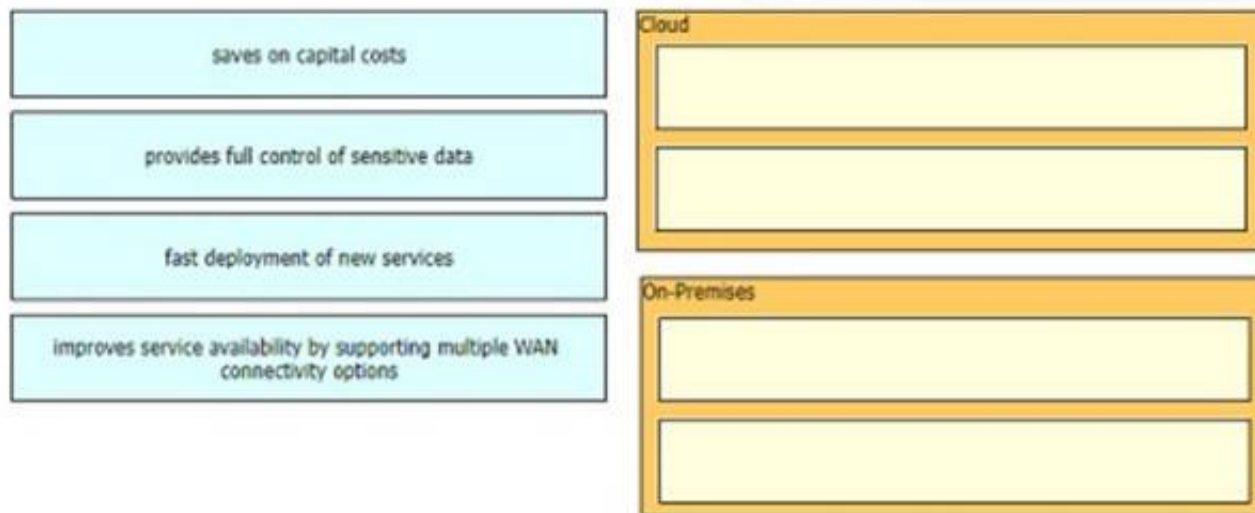 saves on capital costs
provides full control of sensitive data
fast deployment of new services
improves service availability by supporting multiple WAN
connectivity options
Cloud
On-Premises